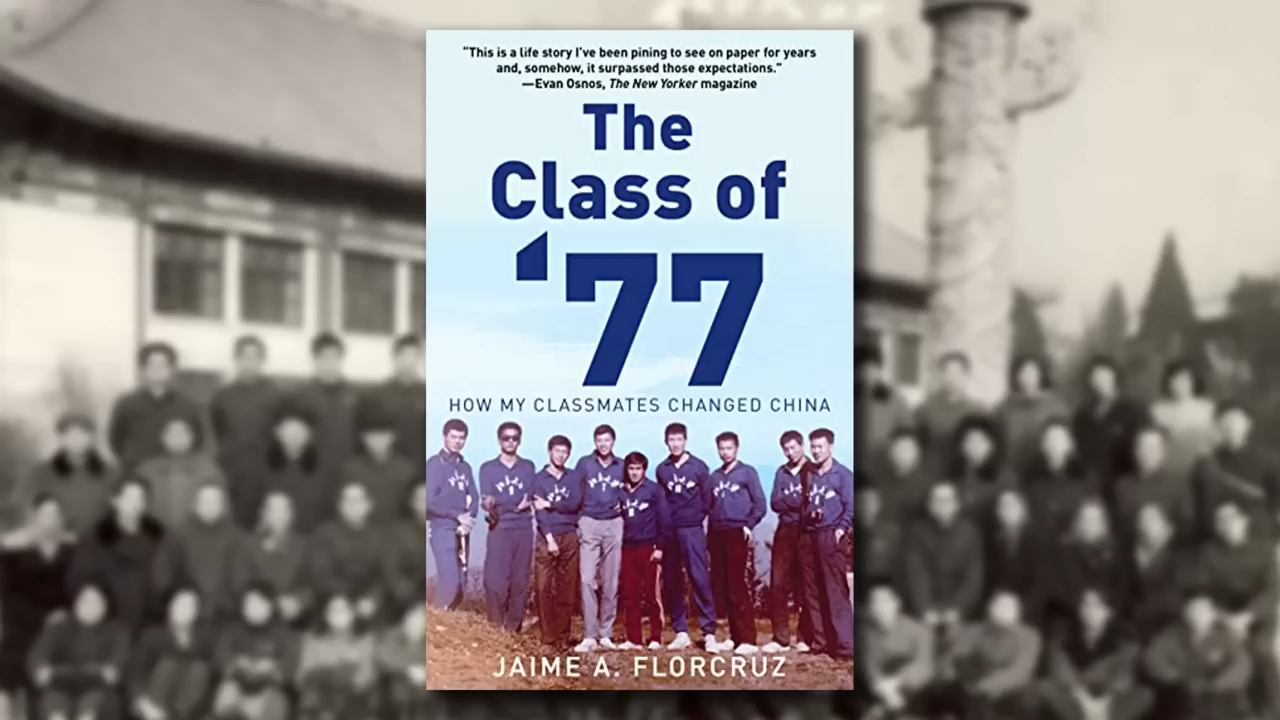 “This is a life story I’ve been pining to see on paper for years
and, somehow, it surpassed those expectations.”
—Evan Osnos, The New Yorker magazine
The
Class of
‘77
HOW MY CLASSMATES CHANGED CHINA
JAIME A. FLORCRUZ